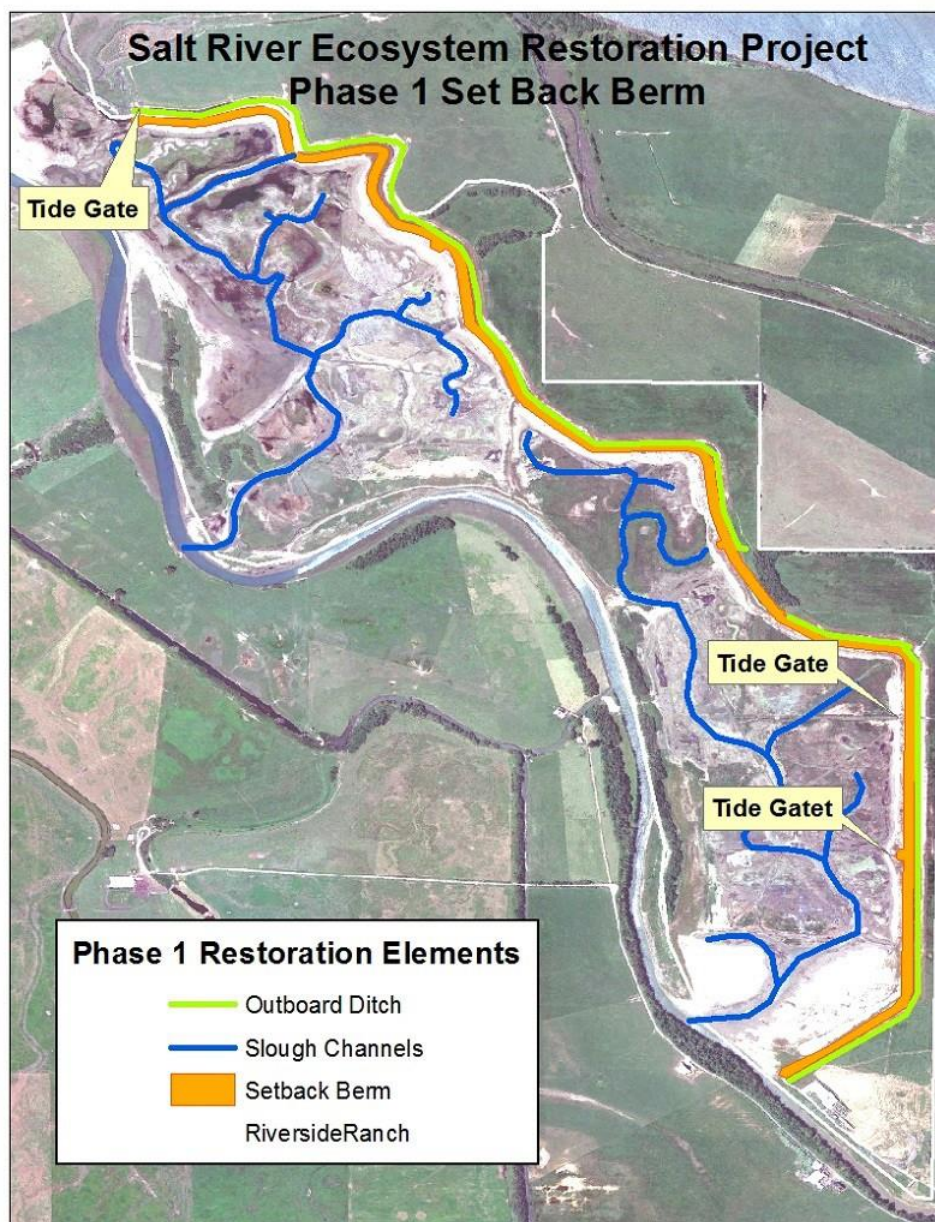 Salt River Ecosystem Restoration Project
Phase 1 Set Back Berm
Tide Gate
Tide Gate
Tide Gatet
Phase 1 Restoration Elements
Outboard Ditch
Slough Channels
Setback Berm
RiversideRanch